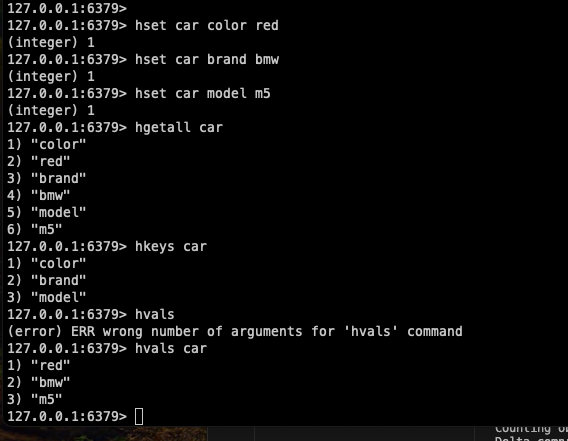 127.0.0.1:6379>
127.0.0.1:6379> hset car color red
(integer) 1
127.0.0.1:6379> hset car brand bmw
(integer) 1
127.0.0.1:6379> hset car model m5
(integer) 1
127.0.0.1:6379> hgetall car
1) "color"
2) "red"
3) "brand"
4) "bmw"
5) "model"
6) "m5"
127.0.0.1:6379> hkeys car
1) "color"
2) "brand"
3) "model"
127.0.0.1:6379> hvals
(error) ERR wrong number of arguments for 'hvals' command
127.0.0.1:6379> hvals car
1) "red"
2) "bmw"
3) "m5"
127.0.0.1:6379>
Counting
Delta